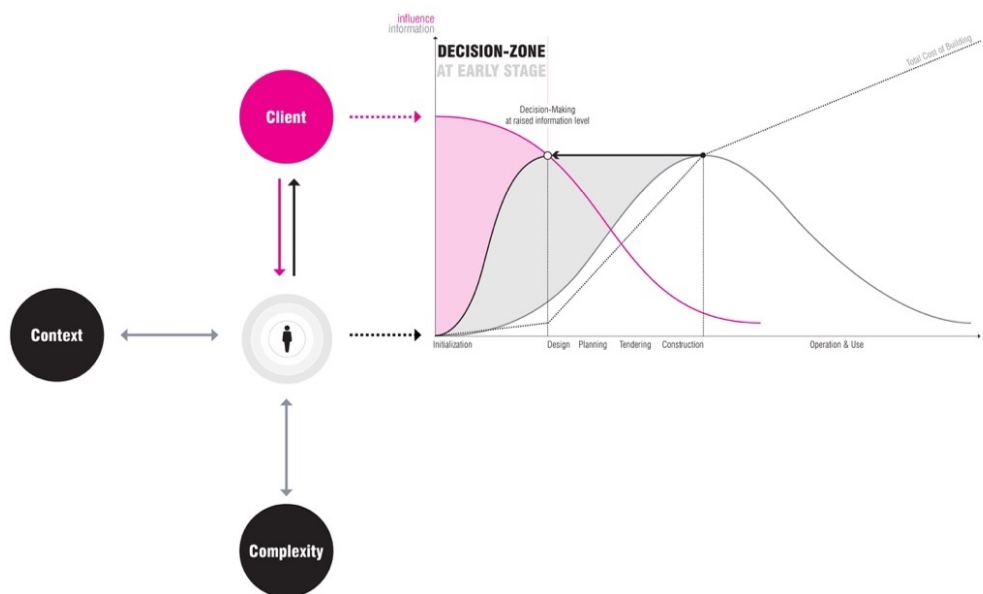 influence
information
DECISION-ZONE
AT EARLY STAGE
Total Cost of Building
Client
Decision-Making
at raised information level
Context
Initialization
Design
Planning
Tendering
Construction
Operation & Use
Complexity